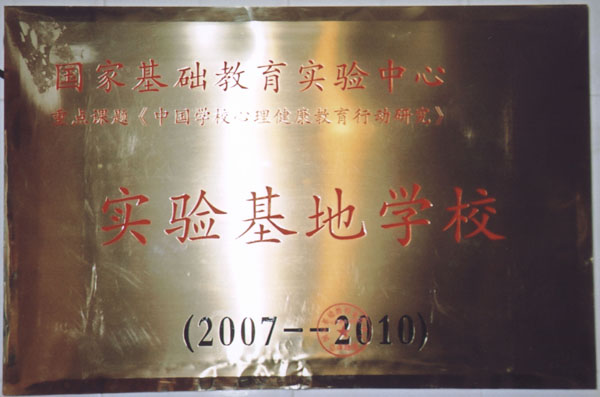 国家基础教育实验中心
重点课题《中国学校心理健康教育行动研究》
实验基地学校
(2007--2010)